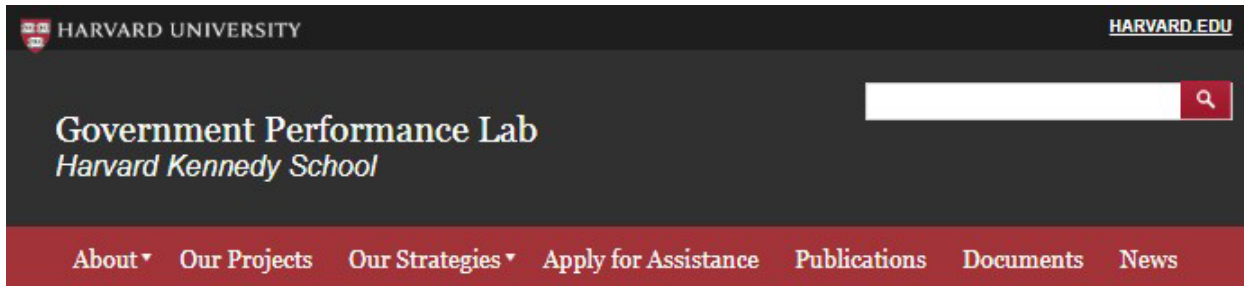 HARVARD UNIVERSITY
HARVARD.EDU
Government Performance Lab
Harvard Kennedy School
About Our Projects Our Strategies Apply for Assistance Publications Documents News